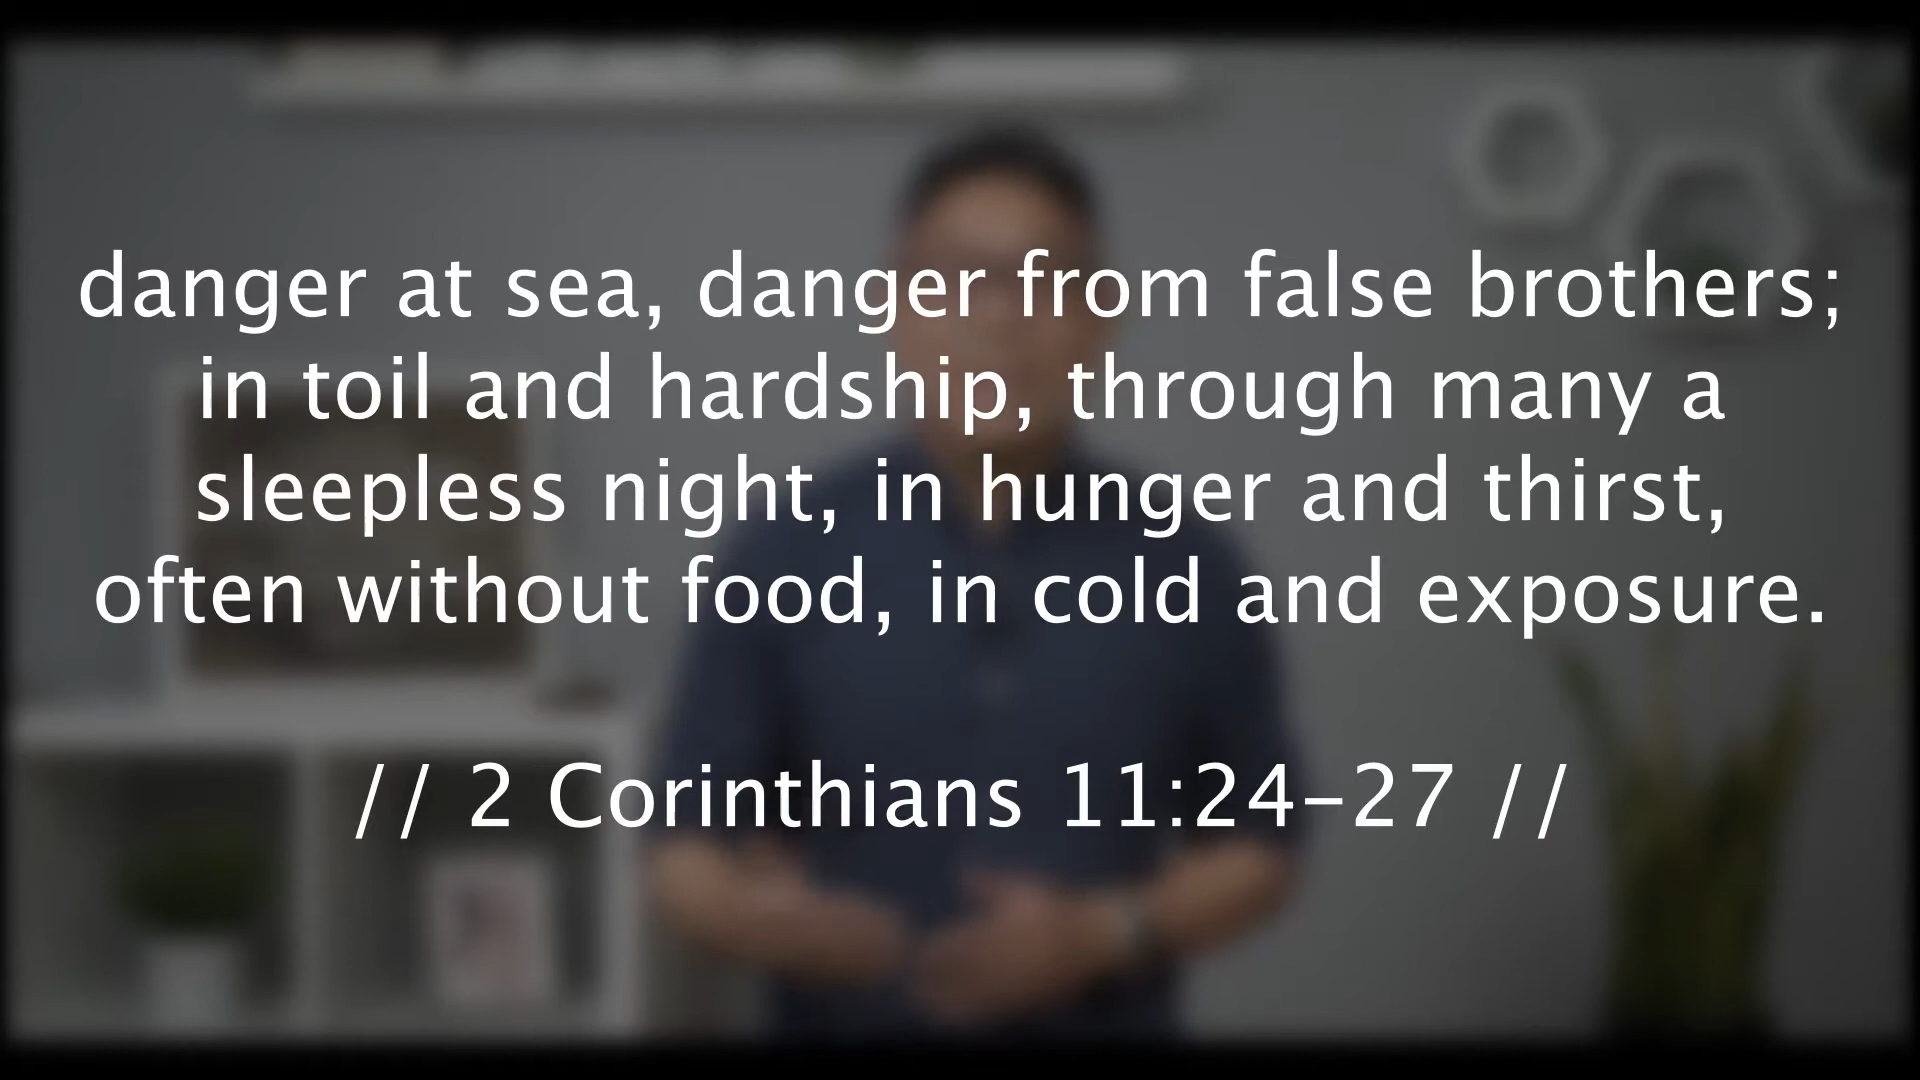 danger at sea, danger from false brothers;
in toil and hardship, through many a
sleepless night, in hunger and thirst,
often without food, in cold and exposure.
// 2 Corinthians 11:24-27 //